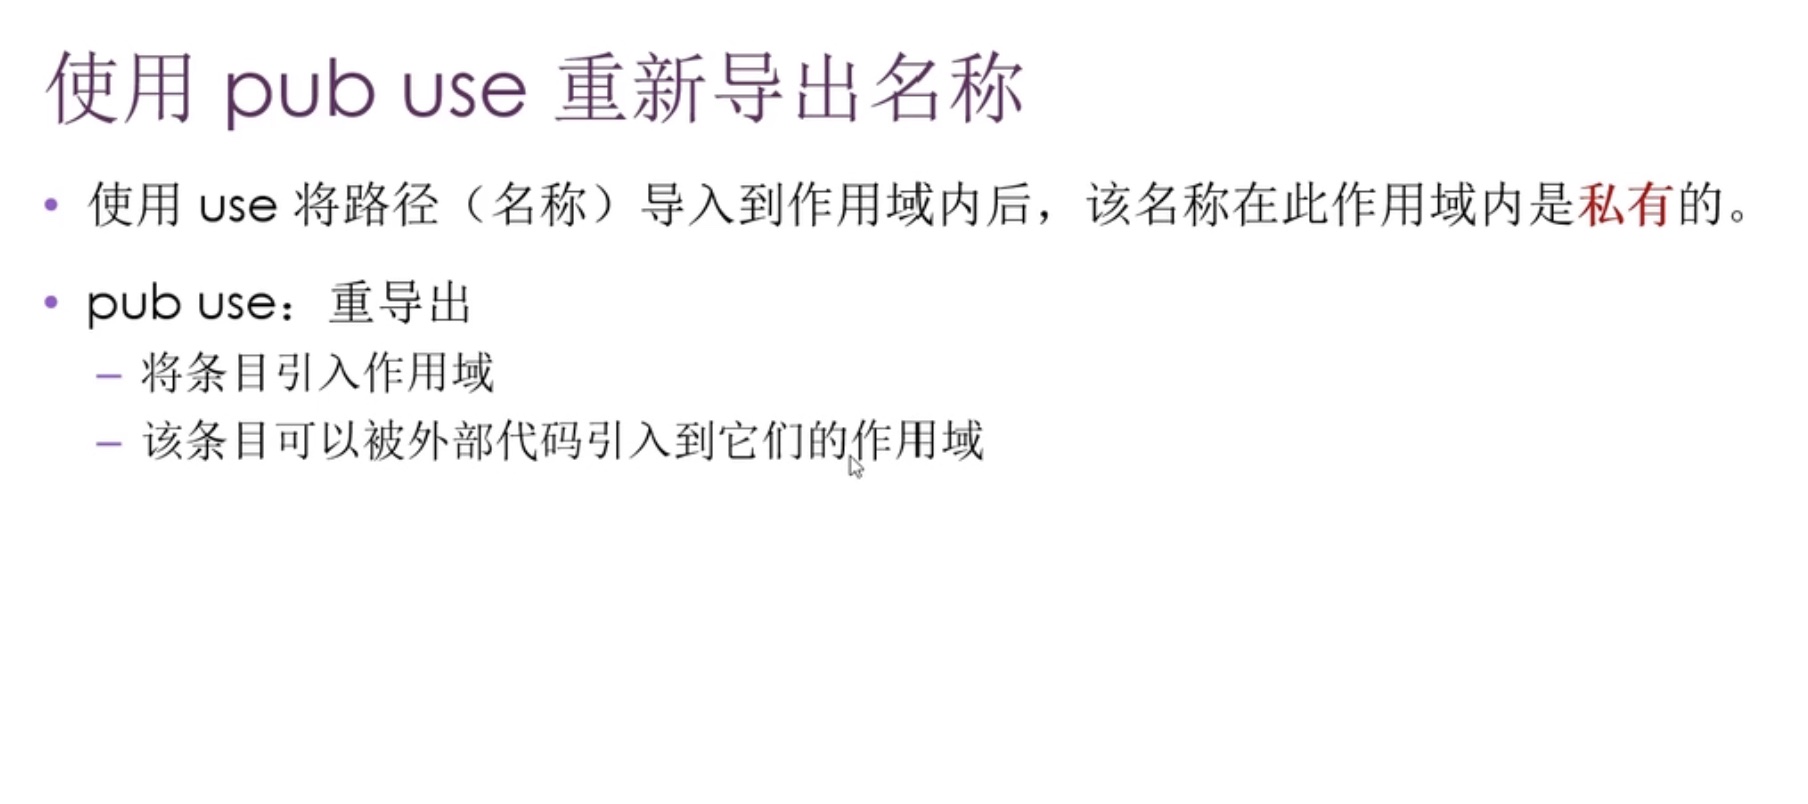 使用 pub use 重新导出名称
• 使用 use 将路径（名称）导入到作用域内后，该名称在此作用域内是私有的。
• pub use：重导出
– 将条目引入作用域
– 该条目可以被外部代码引入到它们的作用域